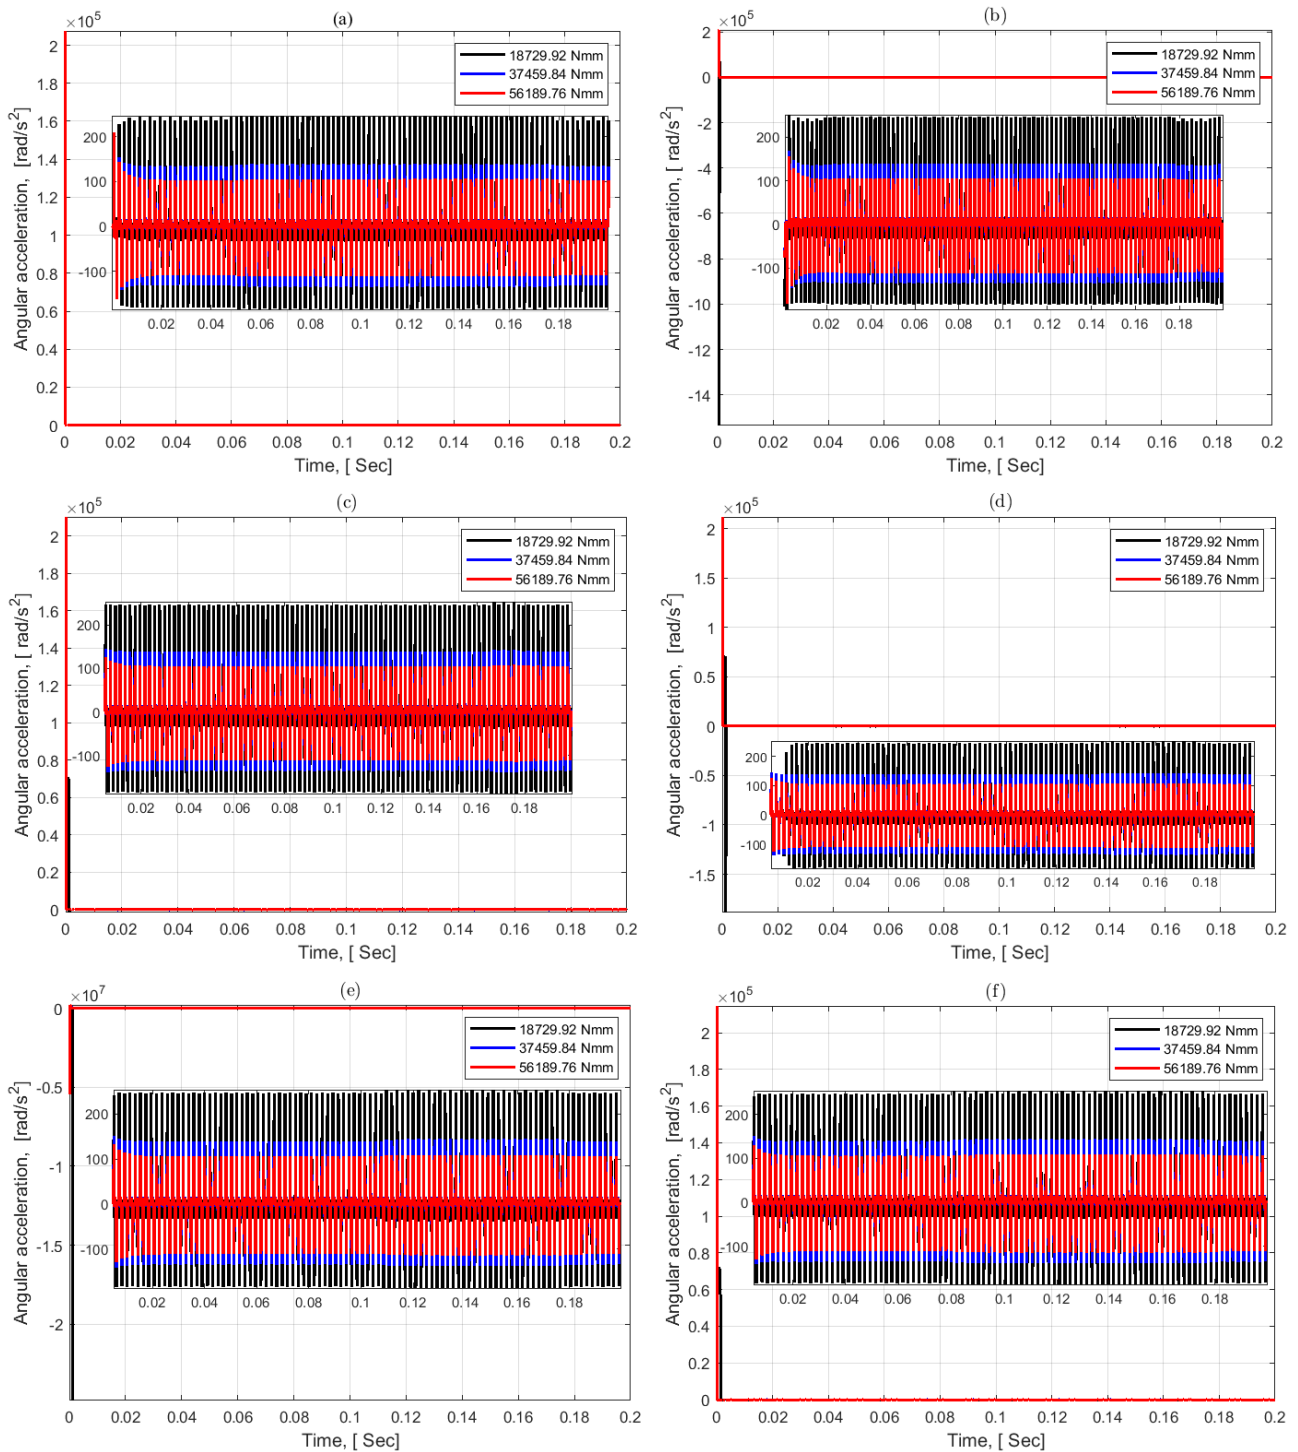 (a)
×10^5
Angular acceleration, [rad/s^2]
2
1.8
1.6
1.4
1.2
1
0.8
0.6
0.4
0.2
0
18729.92 Nmm
37459.84 Nmm
56189.76 Nmm
200
100
0
-100
0.02 0.04 0.06 0.08 0.1 0.12 0.14 0.16 0.18
0 0.02 0.04 0.06 0.08 0.1 0.12 0.14 0.16 0.18 0.2
Time, [ Sec]
(b)
×10^5
Angular acceleration, [ rad/s^2]
2
0
-2
-4
-6
-8
-10
-12
-14
18729.92 Nmm
37459.84 Nmm
56189.76 Nmm
200
100
0
-100
0.02 0.04 0.06 0.08 0.1 0.12 0.14 0.16 0.18
0 0.02 0.04 0.06 0.08 0.1 0.12 0.14 0.16 0.18 0.2
Time, [ Sec]
(c)
×10^5
Angular acceleration, [ rad/s^2]
2
1.8
1.6
1.4
1.2
1
0.8
0.6
0.4
0.2
0
18729.92 Nmm
37459.84 Nmm
56189.76 Nmm
200
100
0
-100
0.02 0.04 0.06 0.08 0.1 0.12 0.14 0.16 0.18
0 0.02 0.04 0.06 0.08 0.1 0.12 0.14 0.16 0.18 0.2
Time, [ Sec]
(d)
×10^5
Angular acceleration, [rad/s^2]
2
1.5
1
0.5
0
-0.5
-1
-1.5
18729.92 Nmm
37459.84 Nmm
56189.76 Nmm
200
100
0
-100
0.02 0.04 0.06 0.08 0.1 0.12 0.14 0.16 0.18
0 0.02 0.04 0.06 0.08 0.1 0.12 0.14 0.16 0.18 0.2
Time, [ Sec]
(e)
×10^7
Angular acceleration, [rad/s^2]
0
-0.5
-1
-1.5
-2
18729.92 Nmm
37459.84 Nmm
56189.76 Nmm
200
100
0
-100
0.02 0.04 0.06 0.08 0.1 0.12 0.14 0.16 0.18
0 0.02 0.04 0.06 0.08 0.1 0.12 0.14 0.16 0.18 0.2
Time, [ Sec]
(f)
×10^5
Angular acceleration, [rad/s^2]
2
1.8
1.6
1.4
1.2
1
0.8
0.6
0.4
0.2
0
18729.92 Nmm
37459.84 Nmm
56189.76 Nmm
200
100
0
-100
0.02 0.04 0.06 0.08 0.1 0.12 0.14 0.16 0.18
0 0.02 0.04 0.06 0.08 0.1 0.12 0.14 0.16 0.18 0.2
Time, [ Sec]